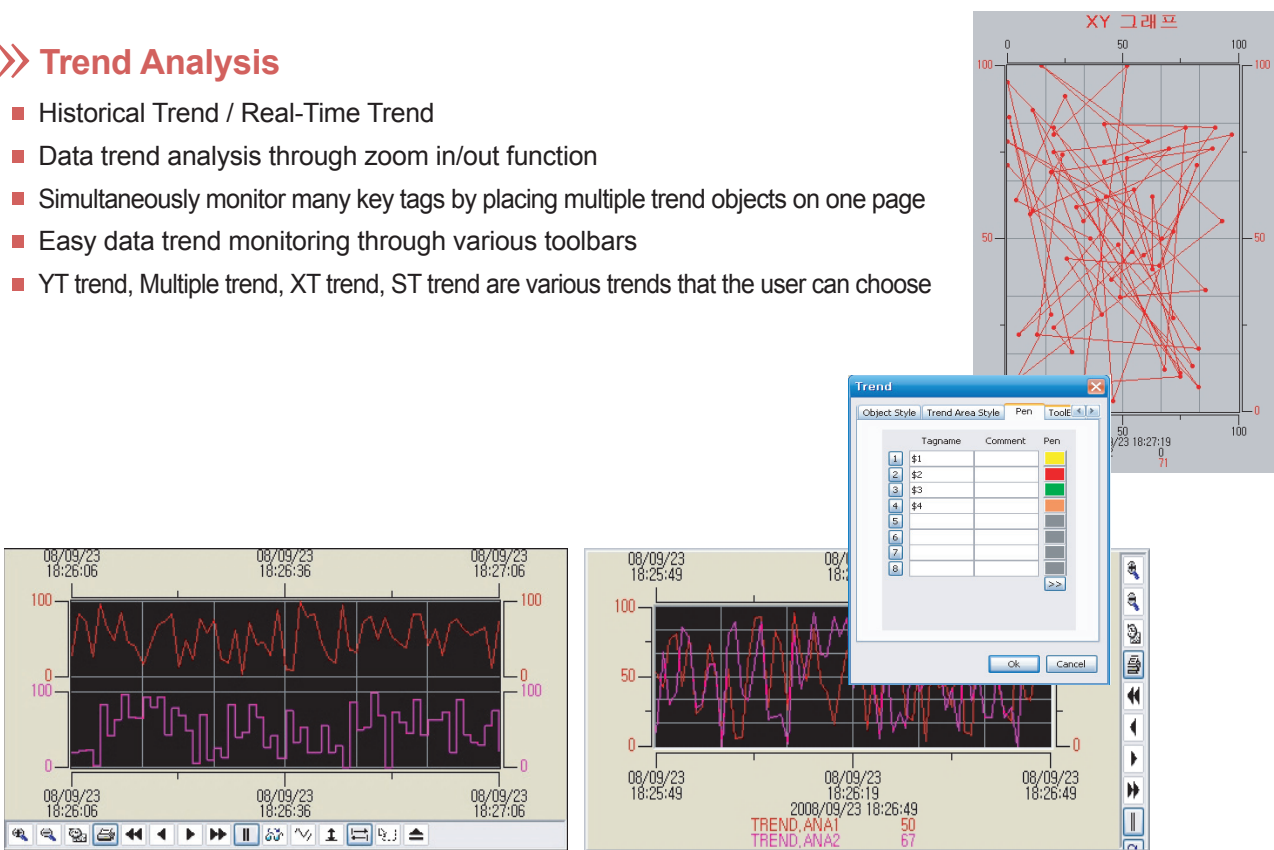 Trend Analysis
Historical Trend / Real-Time Trend
Data trend analysis through zoom in/out function
Simultaneously monitor many key tags by placing multiple trend objects on one page
Easy data trend monitoring through various toolbars
YT trend, Multiple trend, XT trend, ST trend are various trends that the user can choose
XY 그래프
0 50 100
100 100
50 50
0
50 100
/23 18:27:19
0
71
Trend
Object Style Trend Area Style Pen ToolE
Tagname Comment Pen
1 $1
2 $2
3 $3
4 $4
5
6
7
8
>>
Ok Cancel
08/09/23 08/09/23 08/09/23
18:26:06 18:26:36 18:27:06
100 100
0 0
100 100
0 0
08/09/23 08/09/23 08/09/23
18:26:06 18:26:36 18:27:06
08/09/23 08/
18:25:49
100
50
0 0
08/09/23 08/09/23 08/09/23
18:25:49 18:26:19 18:26:49
2008/09/23 18:26:49
TREND,ANA1 50
TREND,ANA2 67